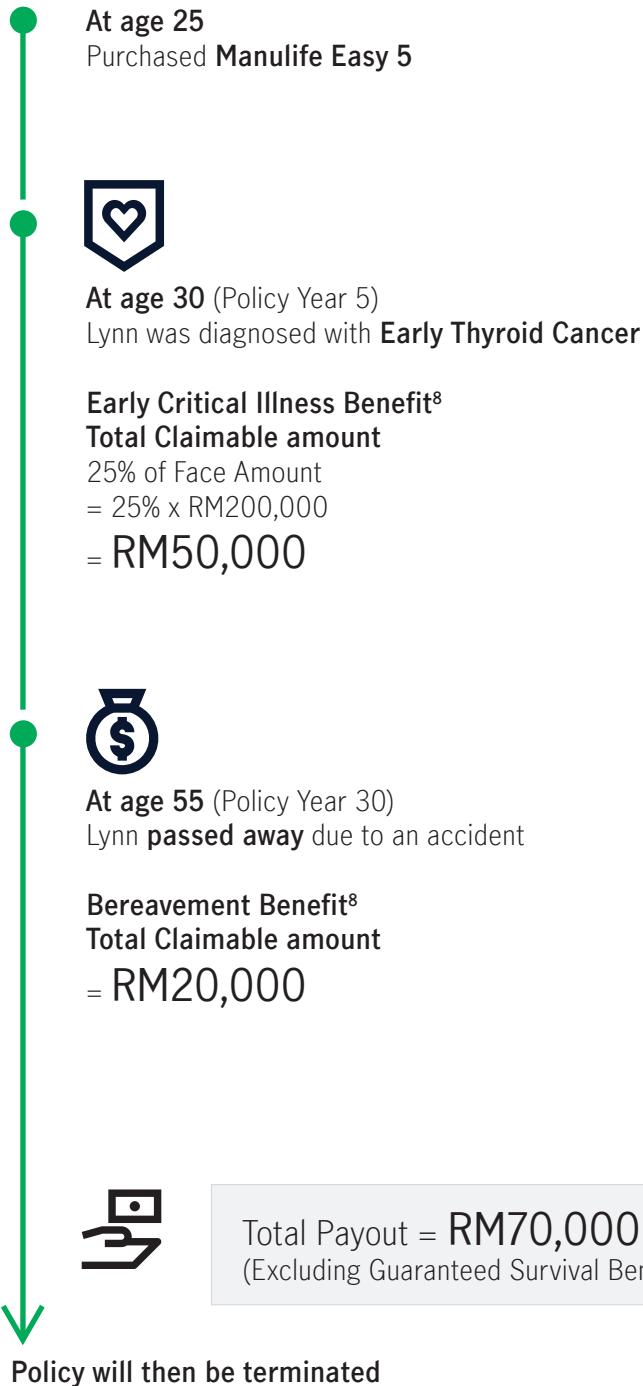 At age 25
Purchased Manulife Easy 5
At age 30 (Policy Year 5)
Lynn was diagnosed with Early Thyroid Cancer
Early Critical Illness Benefit⁸
Total Claimable amount
25% of Face Amount
= 25% x RM200,000
= RM50,000
$
At age 55 (Policy Year 30)
Lynn passed away due to an accident
Bereavement Benefit⁸
Total Claimable amount
= RM20,000
Total Payout = RM70,000
(Excluding Guaranteed Survival
Policy will then be terminated